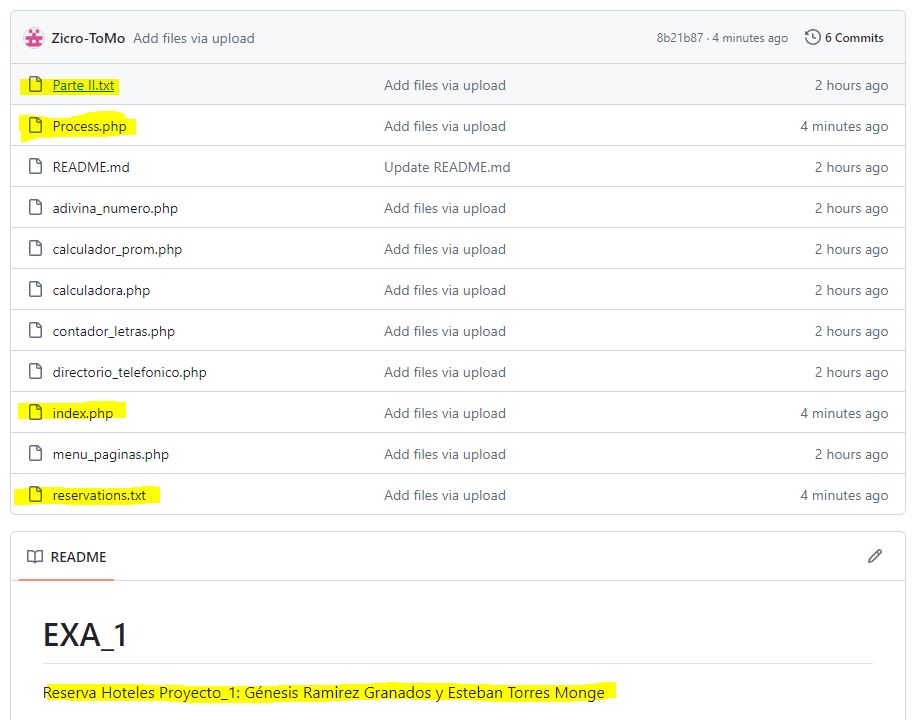 Zicro-ToMo Add files via upload 8b21b87 · 4 minutes ago 6 Commits
Parte II.txt Add files via upload 2 hours ago
Process.php Add files via upload 4 minutes ago
README.md Update README.md 2 hours ago
adivina_numero.php Add files via upload 2 hours ago
calculador_prom.php Add files via upload 2 hours ago
calculadora.php Add files via upload 2 hours ago
contador_letras.php Add files via upload 2 hours ago
directorio_telefonico.php Add files via upload 2 hours ago
index.php Add files via upload 4 minutes ago
menu_paginas.php Add files via upload 2 hours ago
reservations.txt Add files via upload 4 minutes ago
README
EXA_1
Reserva Hoteles Proyecto_1: Génesis Ramirez Granados y Esteban Torres Monge